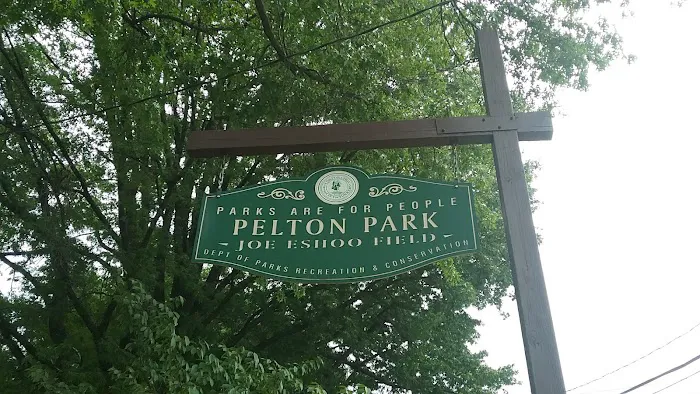 PARKS ARE FOR PEOPLE
PELTON PARK
- JOE ESHOO FIELD -
DEPT OF PARKS RECREATION & CONSERVATION